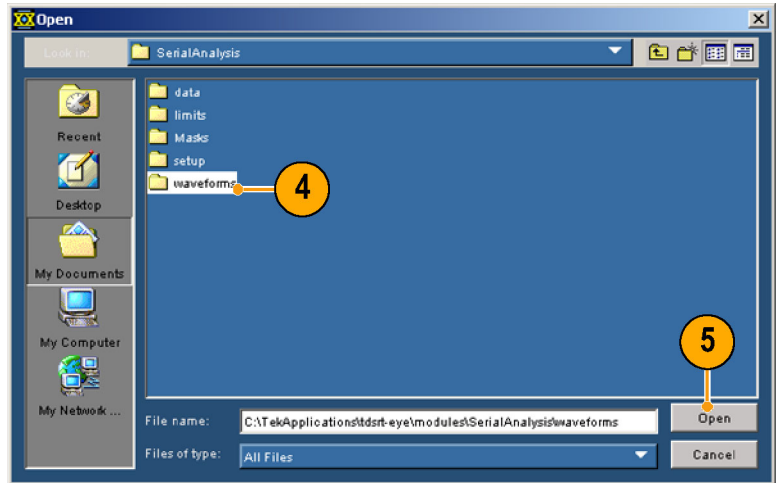 Open
Look in:
SerialAnalysis
data
limits
Masks
setup
waveforms
4
Recent
Desktop
My Documents
My Computer
My Network ...
5
File name:
C:\TekApplications\tdsrt-eye\modules\SerialAnalysis\waveforms
Open
Files of type:
All Files
Cancel